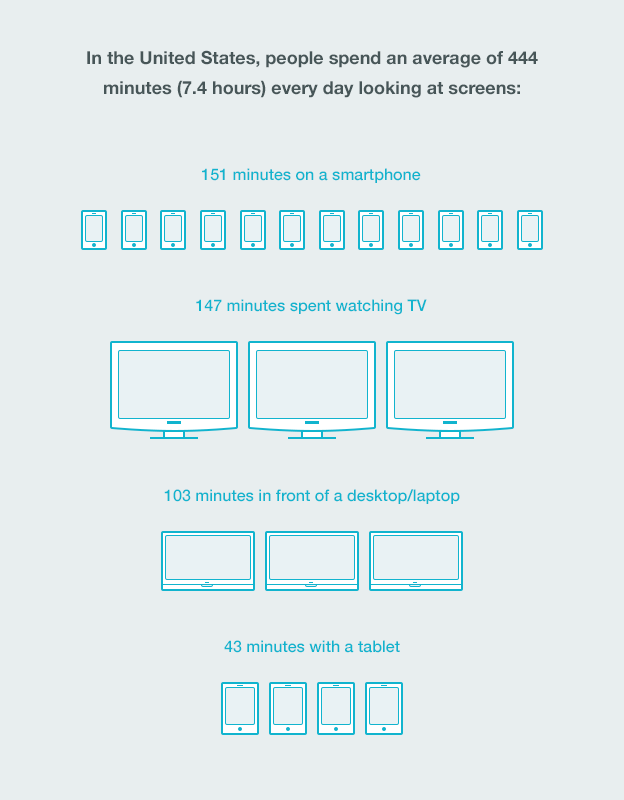 In the United States, people spend an average of 444
minutes (7.4 hours) every day looking at screens:
151 minutes on a smartphone
147 minutes spent watching TV
103 minutes in front of a desktop/laptop
43 minutes with a tablet